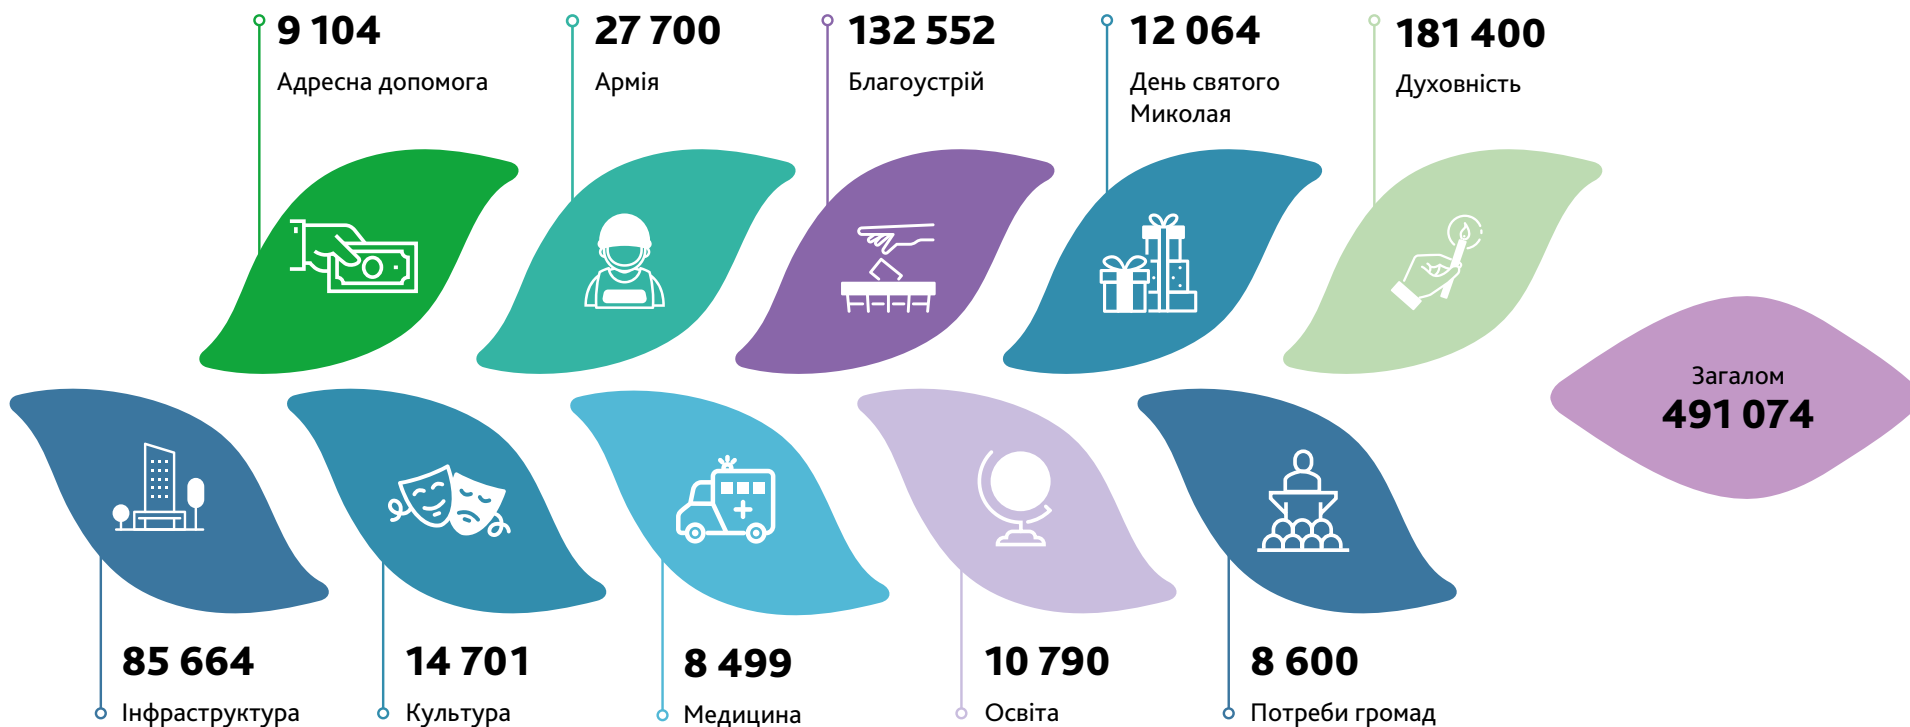 9 104
Адресна допомога
27 700
Армія
132 552
Благоустрій
12 064
День святого
Миколая
181 400
Духовність
Загалом
491 074
85 664
Інфраструктура
14 701
Культура
8 499
Медицина
10 790
Освіта
8 600
Потреби громад